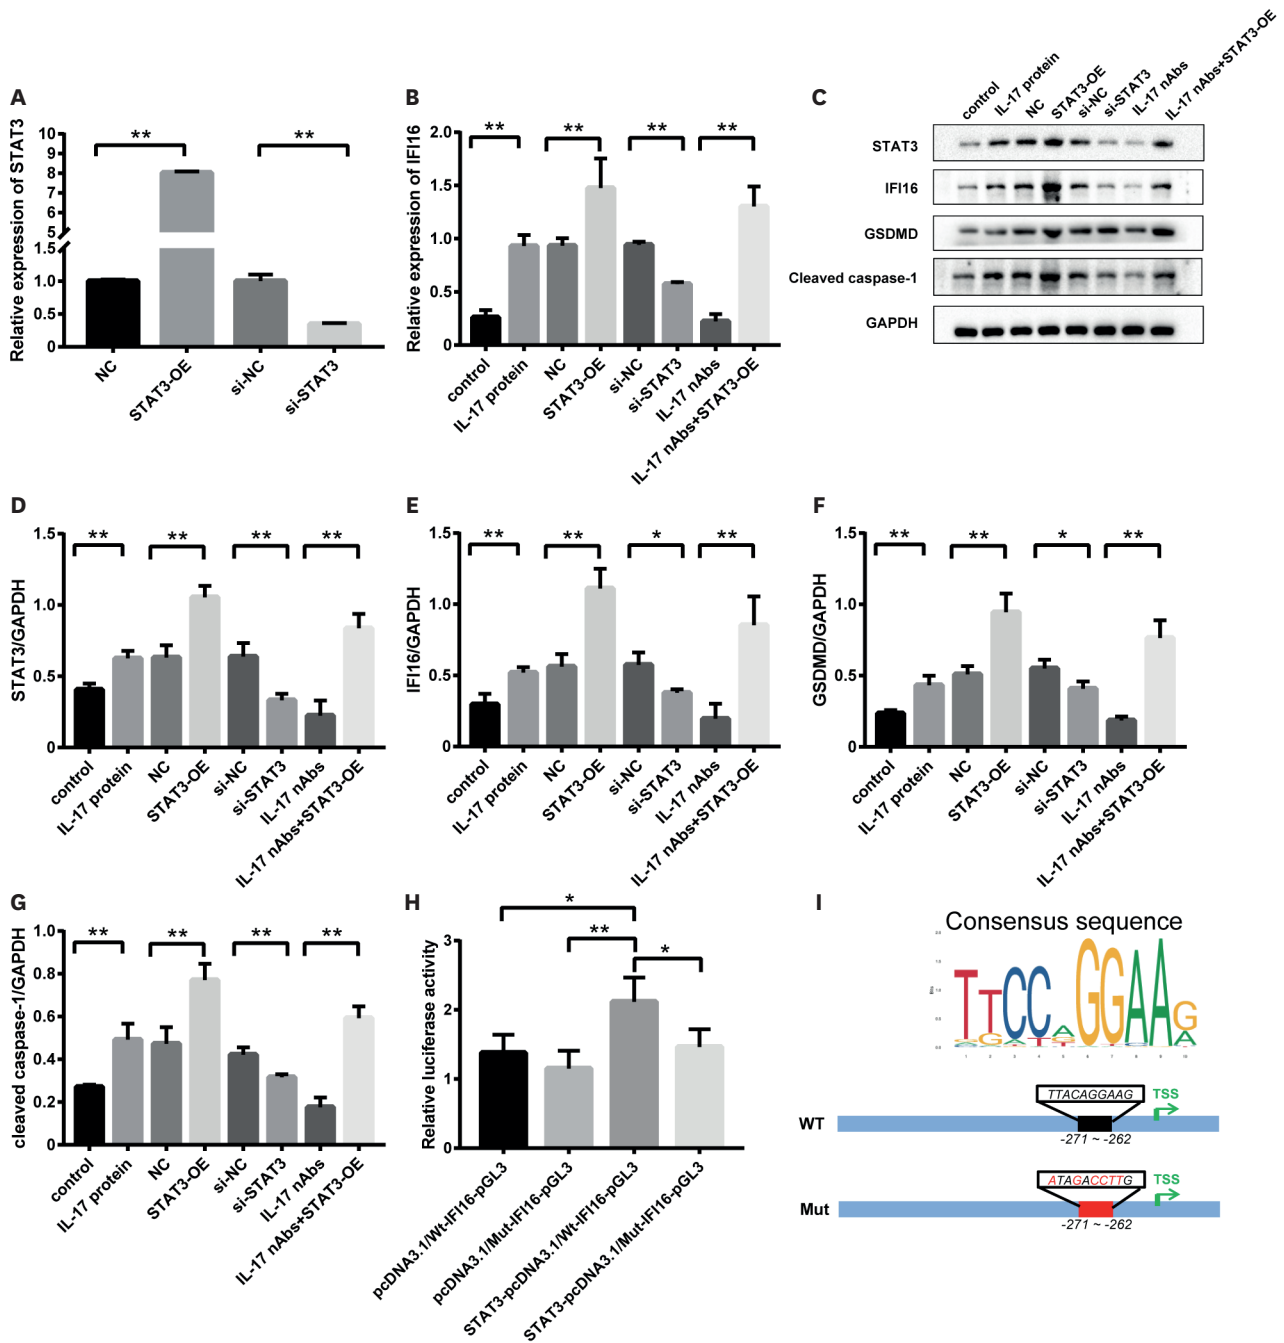 A
Relative expression of STAT3
10
9
8
7
6
5
1.5
1.0
0.5
0
**
**
NC
STAT3-OE
si-NC
si-STAT3
B
Relative expression of IFI16
2.0
1.5
1.0
0.5
0
**
**
**
**
control
IL-17 protein
NC
STAT3-OE
si-NC
si-STAT3
IL-17 nAbs
IL-17 nAbs+STAT3-OE
C
control
IL-17 protein
NC
STAT3-OE
si-NC
si-STAT3
IL-17 nAbs
IL-17 nAbs+STAT3-OE
STAT3
IFI16
GSDMD
Cleaved caspase-1
GAPDH
D
STAT3/GAPDH
1.5
1.0
0.5
0
**
**
**
**
control
IL-17 protein
NC
STAT3-OE
si-NC
si-STAT3
IL-17 nAbs
IL-17 nAbs+STAT3-OE
E
IFI16/GAPDH
1.5
1.0
0.5
0
**
**
*
**
control
IL-17 protein
NC
STAT3-OE
si-NC
si-STAT3
IL-17 nAbs
IL-17 nAbs+STAT3-OE
F
GSDMD/GAPDH
1.5
1.0
0.5
0
**
**
*
**
control
IL-17 protein
NC
STAT3-OE
si-NC
si-STAT3
IL-17 nAbs
IL-17 nAbs+STAT3-OE
G
cleaved caspase-1/GAPDH
1.0
0.8
0.6
0.4
0.2
0
**
**
**
**
control
IL-17 protein
NC
STAT3-OE
si-NC
si-STAT3
IL-17 nAbs
IL-17 nAbs+STAT3-OE
H
Relative luciferase activity
3
2
1
0
*
**
*
pcDNA3.1/Wt-IFI16-pGL3
pcDNA3.1/Mut-IFI16-pGL3
STAT3-pcDNA3.1/Wt-IFI16-pGL3
STAT3-pcDNA3.1/Mut-IFI16-pGL3
I
Consensus sequence
TTCCAGGAAG
1 2 3 4 5 6 7 8 9 10
TTACAGGAAG
TSS
WT
-271 ~ -262
ATAGACCTTG
TSS
Mut
-271 ~ -262